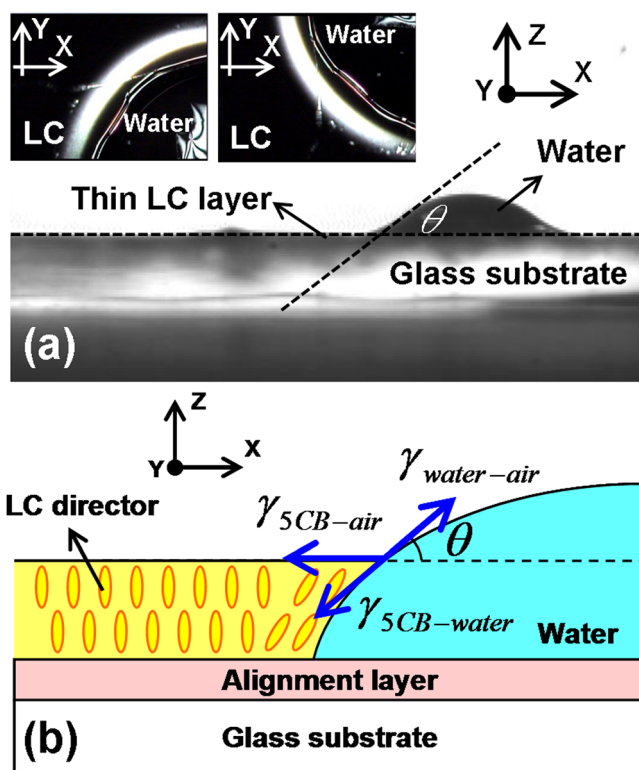 Y
X
LC
Water
Y
X
Water
LC
Z
Y
X
Water
Thin LC layer
θ
Glass substrate
(a)
Z
Y
X
LC director
γ5CB-air
γwater-air
θ
γ5CB-water
Water
Alignment layer
(b)
Glass substrate